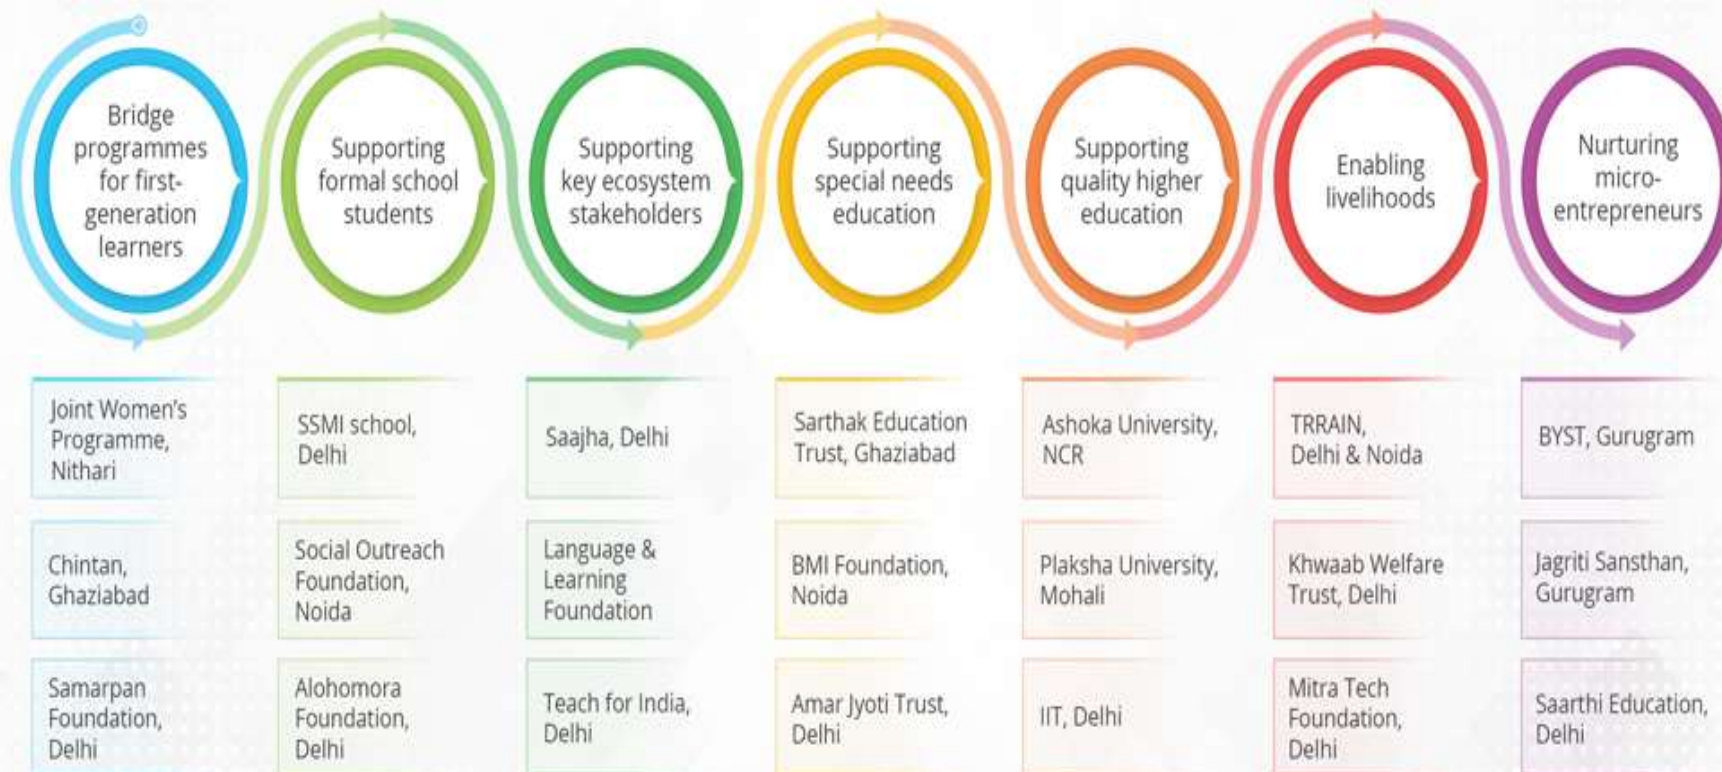 Bridge
programmes
for first-
generation
learners
Supporting
formal school
students
Supporting
key ecosystem
stakeholders
Supporting
special needs
education
Supporting
quality higher
education
Enabling
livelihoods
Nurturing
micro-
entrepreneurs
Joint Women's
Programme,
Nithari
SSMI school,
Delhi
Saajha, Delhi
Sarthak Education
Trust, Ghaziabad
Ashoka University,
NCR
TRRAIN,
Delhi & Noida
BYST, Gurugram
Chintan,
Ghaziabad
Social Outreach
Foundation,
Noida
Language &
Learning
Foundation
BMI Foundation,
Noida
Plaksha University,
Mohali
Khwaab Welfare
Trust, Delhi
Jagriti Sansthan,
Gurugram
Samarpan
Foundation,
Delhi
Alohomora
Foundation,
Delhi
Teach for India,
Delhi
Amar Jyoti Trust,
Delhi
IIT, Delhi
Mitra Tech
Foundation,
Delhi
Saarthi Education,
Delhi